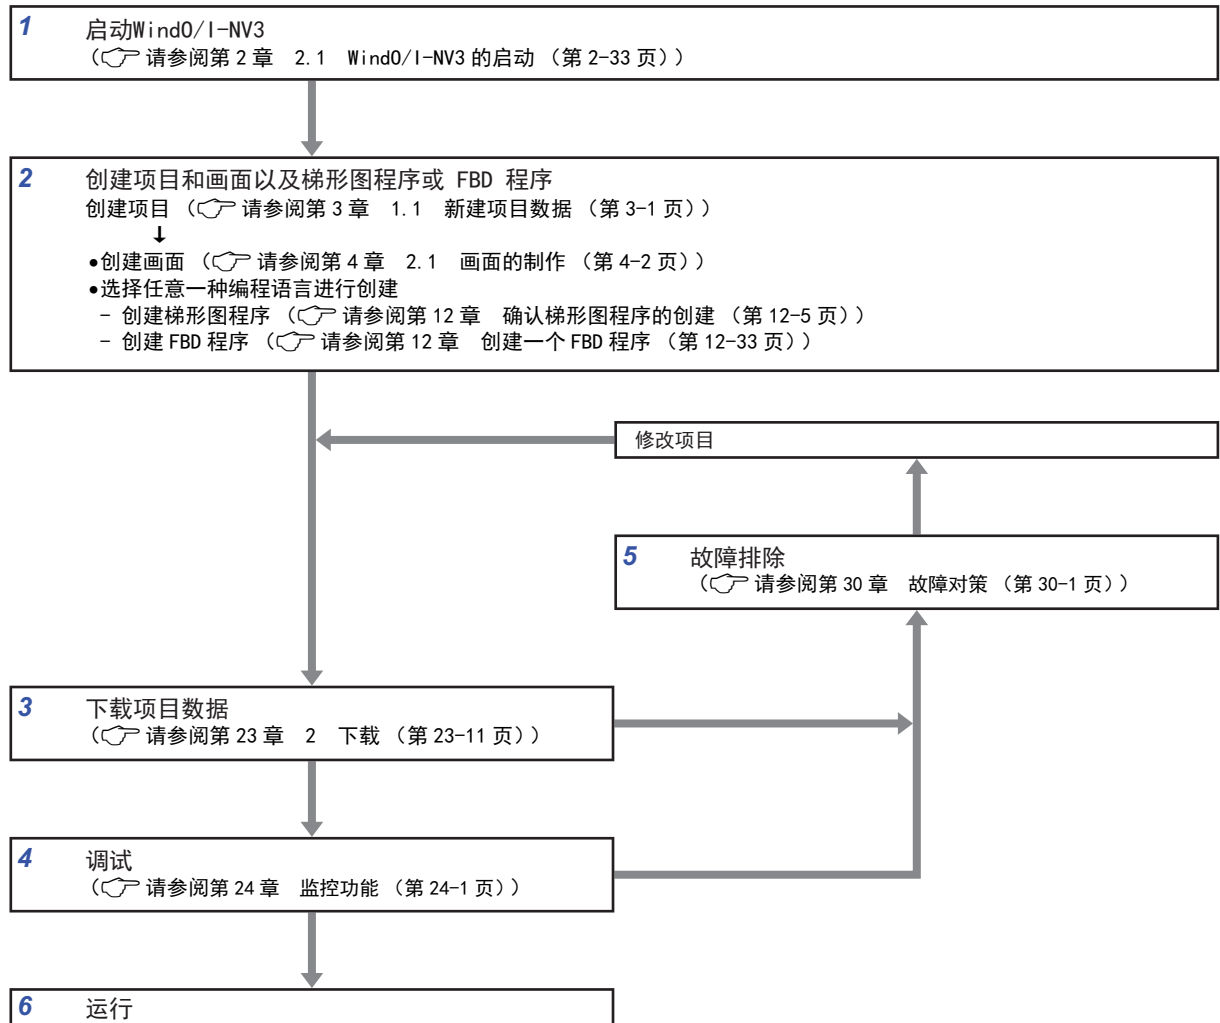 1 启动WindO/I-NV3
（请参阅第 2 章 2.1 WindO/I-NV3 的启动 （第 2-33 页））
2 创建项目和画面以及梯形图程序或 FBD 程序
创建项目 （请参阅第 3 章 1.1 新建项目数据 （第 3-1 页））
↓
•创建画面 （请参阅第 4 章 2.1 画面的制作 （第 4-2 页））
•选择任意一种编程语言进行创建
- 创建梯形图程序 （请参阅第 12 章 确认梯形图程序的创建 （第 12-5 页））
- 创建 FBD 程序 （请参阅第 12 章 创建一个 FBD 程序 （第 12-33 页））
修改项目
5 故障排除
（请参阅第 30 章 故障对策 （第 30-1 页））
3 下载项目数据
（请参阅第 23 章 2 下载 （第 23-11 页））
4 调试
（请参阅第 24 章 监控功能 （第 24-1 页））
6 运行